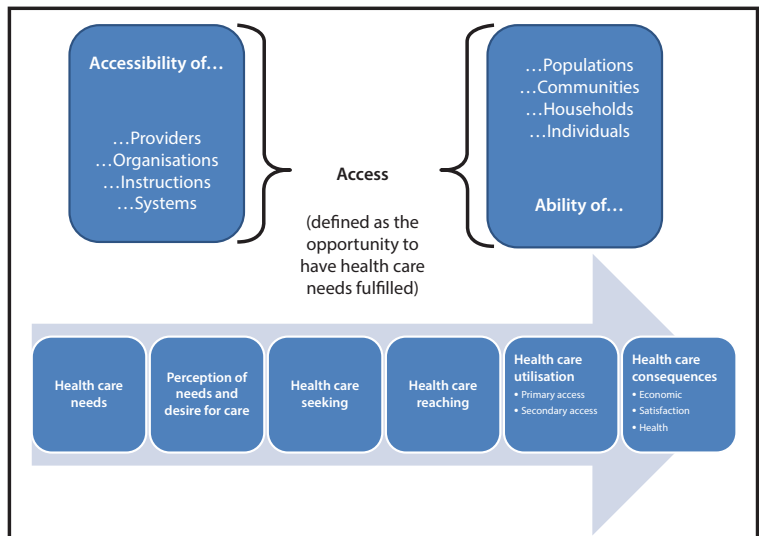 Accessibility of…
…Providers
…Organisations
…Instructions
…Systems
Access
(defined as the
opportunity to
have health care
needs fulfilled)
…Populations
…Communities
…Households
…Individuals
Ability of…
Health care
needs
Perception of
needs and
desire for care
Health care
seeking
Health care
reaching
Health care
utilisation
• Primary access
• Secondary access
Health care
consequences
• Economic
• Satisfaction
• Health